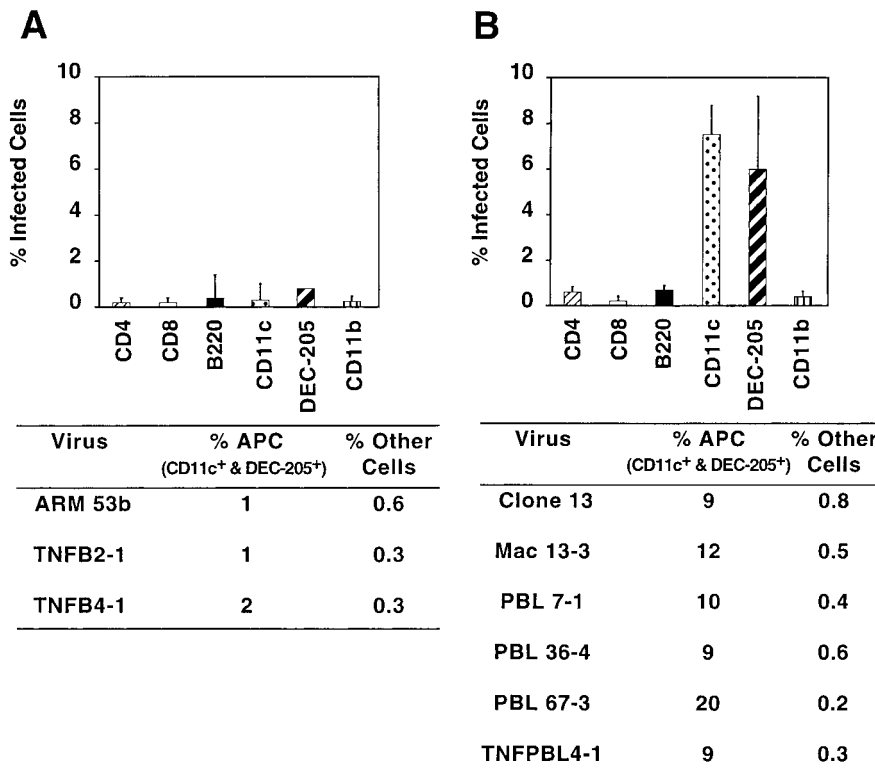 A
% Infected Cells
10
8
6
4
2
0
CD4
CD8
B220
CD11c
DEC-205
CD11b
Virus % APC % Other
(CD11c+ & DEC-205+) Cells
ARM 53b 1 0.6
TNFB2-1 1 0.3
TNFB4-1 2 0.3
B
% Infected Cells
10
8
6
4
2
0
CD4
CD8
B220
CD11c
DEC-205
CD11b
Virus % APC % Other
(CD11c+ & DEC-205+) Cells
Clone 13 9 0.8
Mac 13-3 12 0.5
PBL 7-1 10 0.4
PBL 36-4 9 0.6
PBL 67-3 20 0.2
TNFPBL4-1 9 0.3